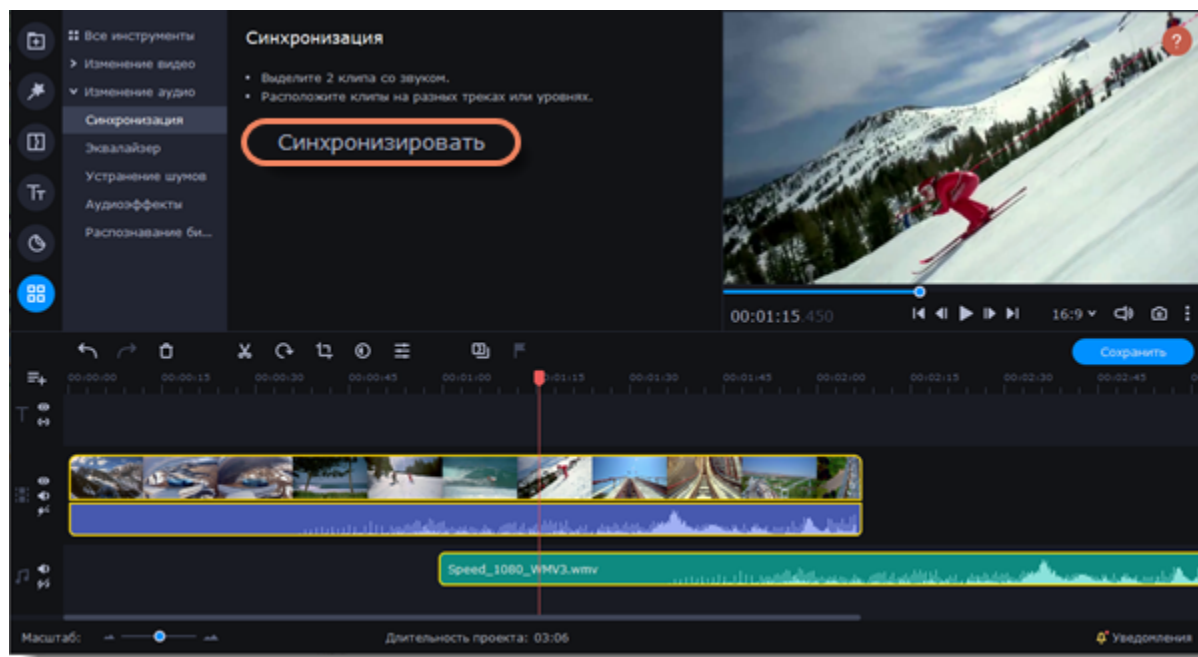 Все инструменты
Изменение видео
Изменение аудио
Синхронизация
Эквалайзер
Устранение шумов
Аудиоэффекты
Распознавание би...
Синхронизация
• Выделите 2 клипа со звуком.
• Расположите клипы на разных треках или уровнях.
Синхронизировать
?
00:01:15.450
16:9
Сохранить
00:00:00 00:00:15 00:00:30 00:00:45 00:01:00 00:01:15 00:01:30 00:01:45 00:02:00 00:02:15 00:02:30 00:02:45
Speed_1080_WMV3.wmv
Масштаб:
Длительность проекта: 03:06
Уведомления